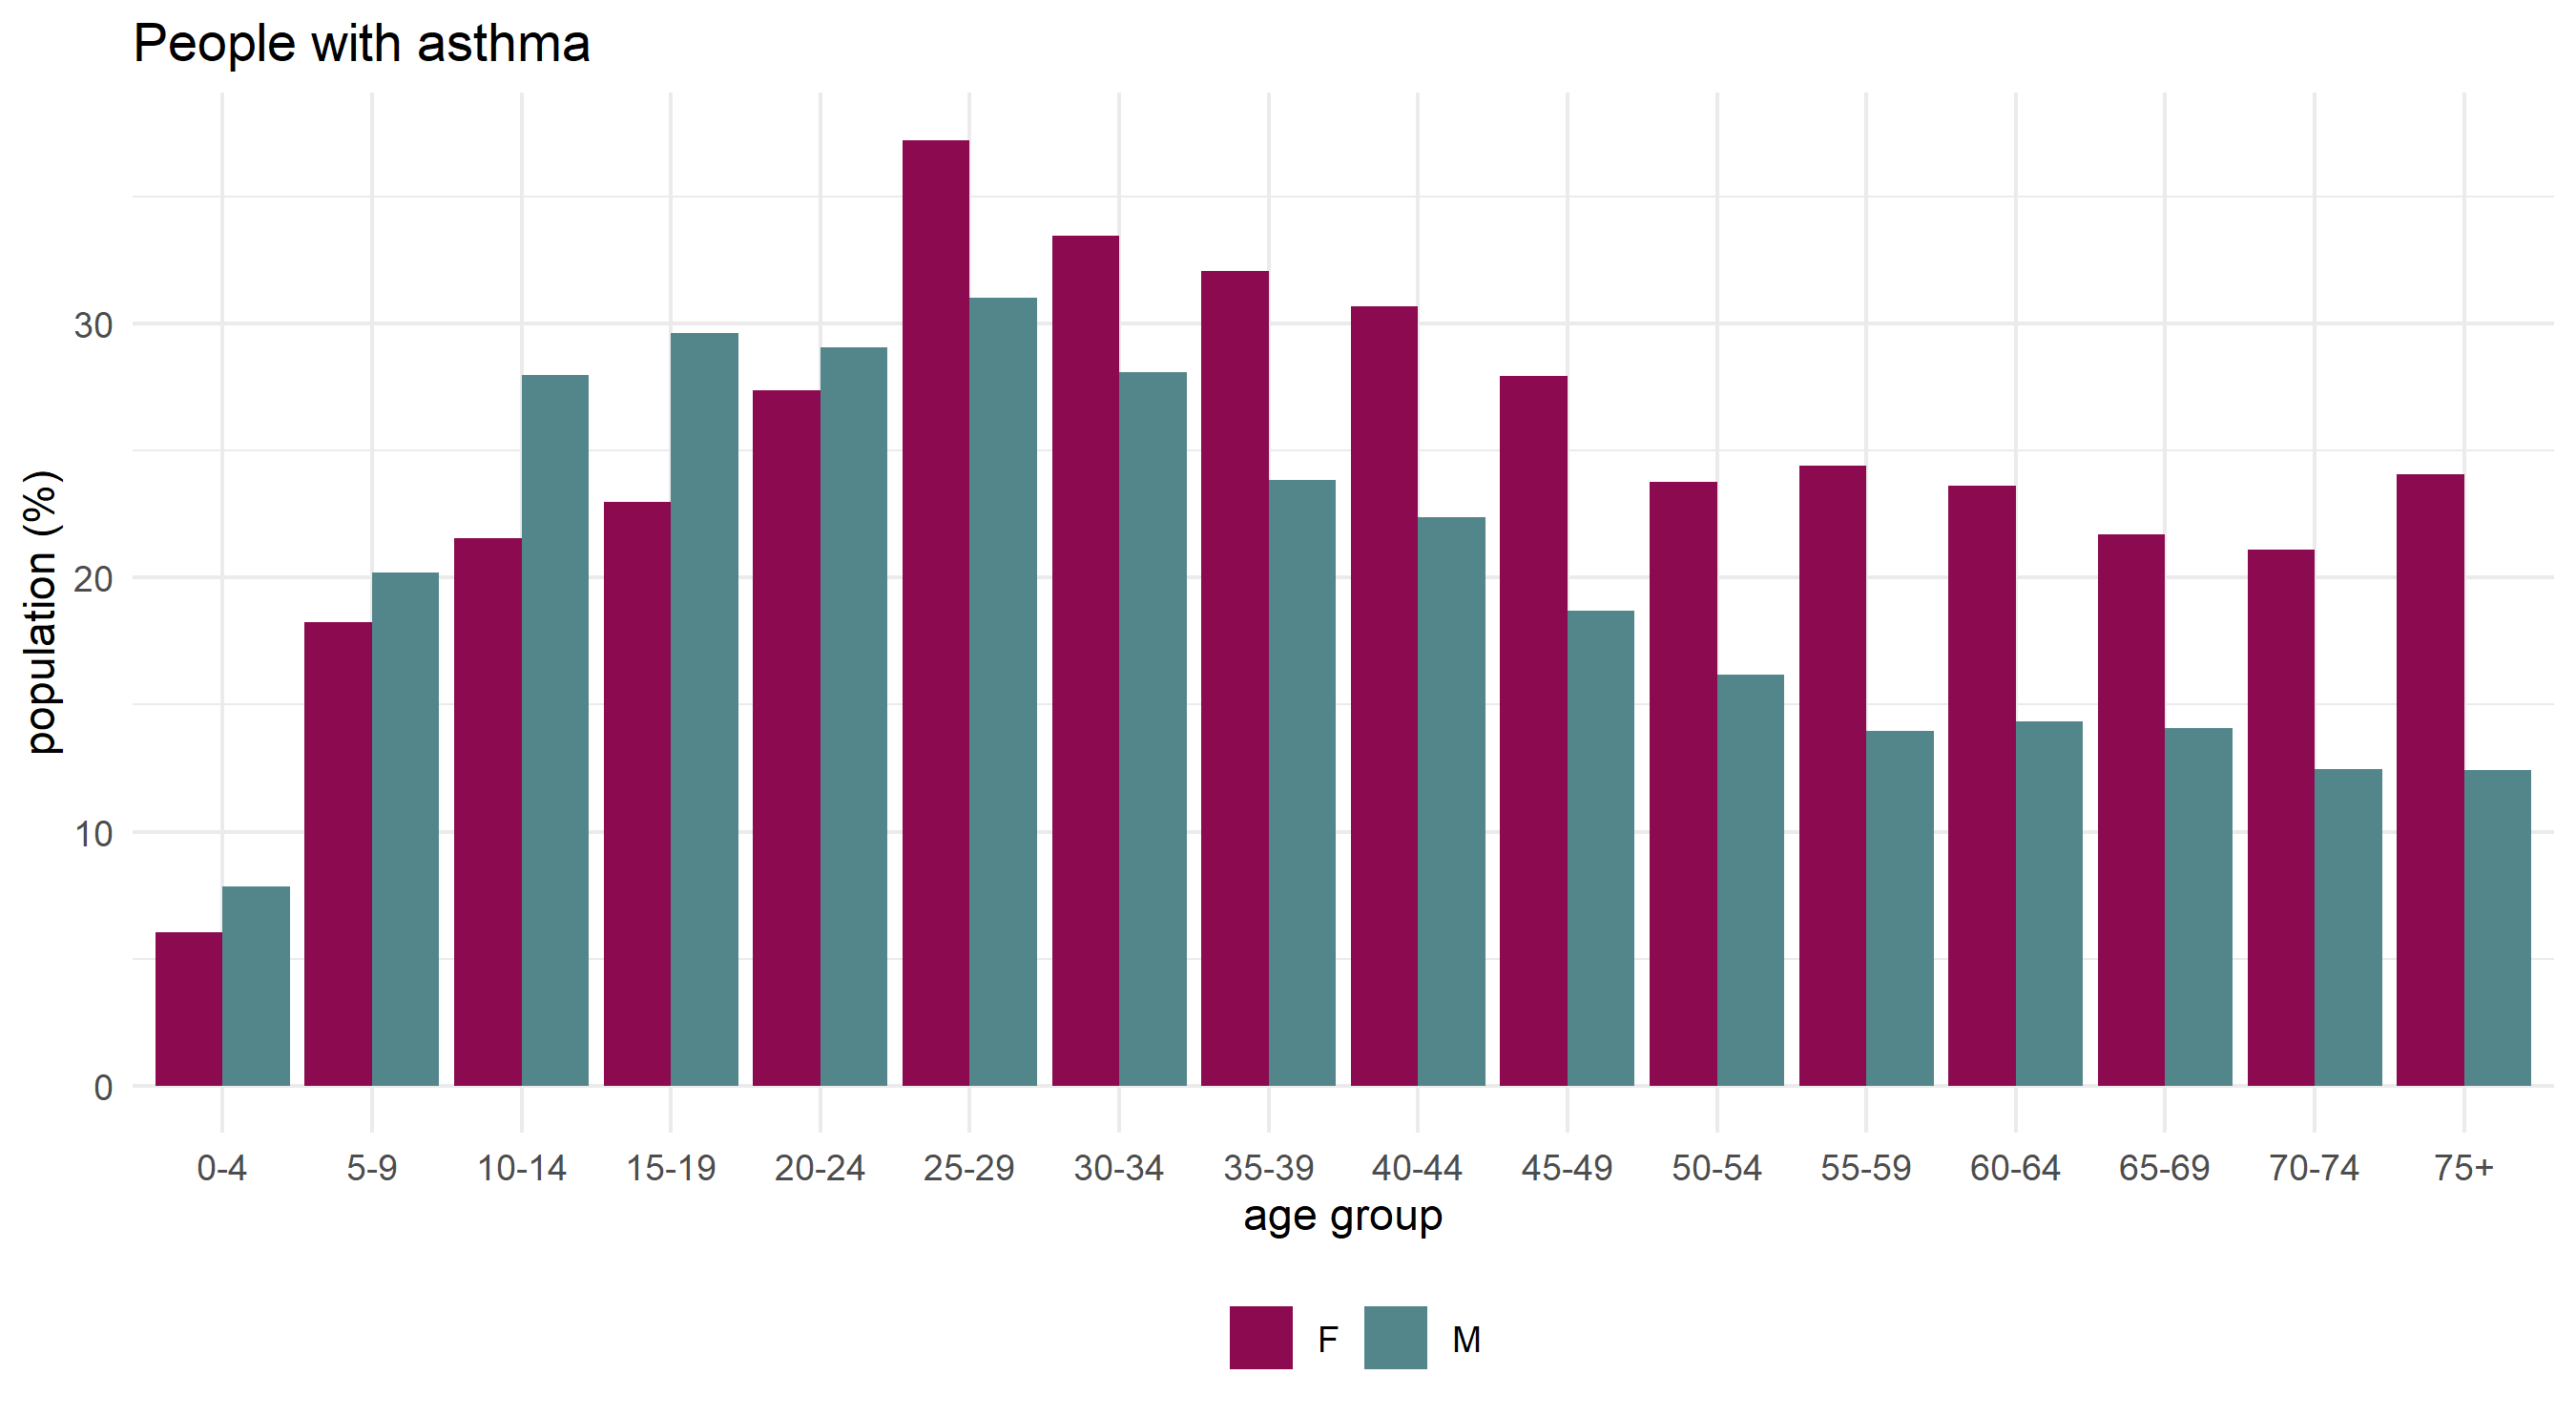 People with asthma
population (%)
30
20
10
0
0-4 5-9 10-14 15-19 20-24 25-29 30-34 35-39 40-44 45-49 50-54 55-59 60-64 65-69 70-74 75+
age group
F M